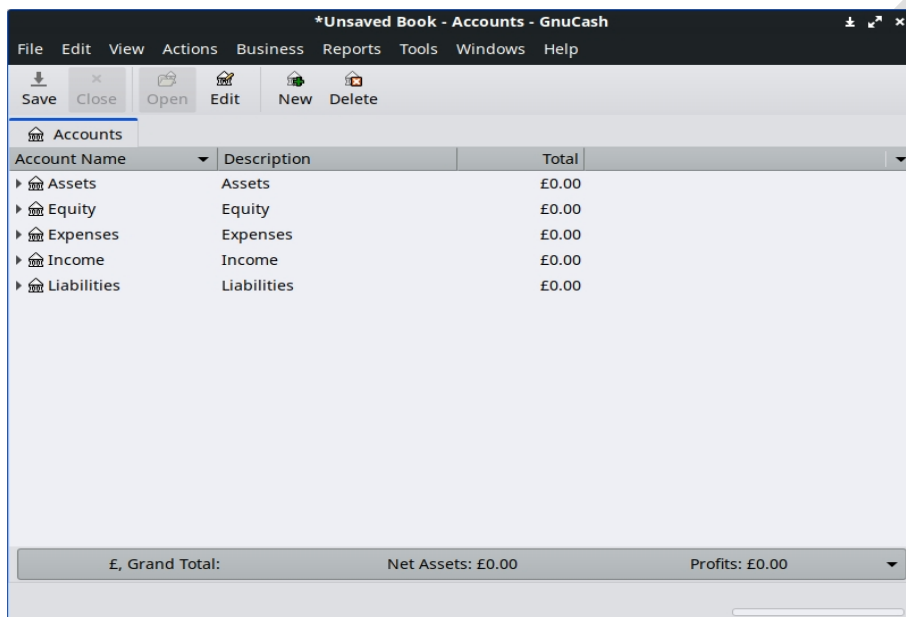 *Unsaved Book - Accounts - GnuCash
File Edit View Actions Business Reports Tools Windows Help
Save Close Open Edit New Delete
Accounts
Account Name Description Total
Assets Assets £0.00
Equity Equity £0.00
Expenses Expenses £0.00
Income Income £0.00
Liabilities Liabilities £0.00
£, Grand Total: Net Assets: £0.00 Profits: £0.00